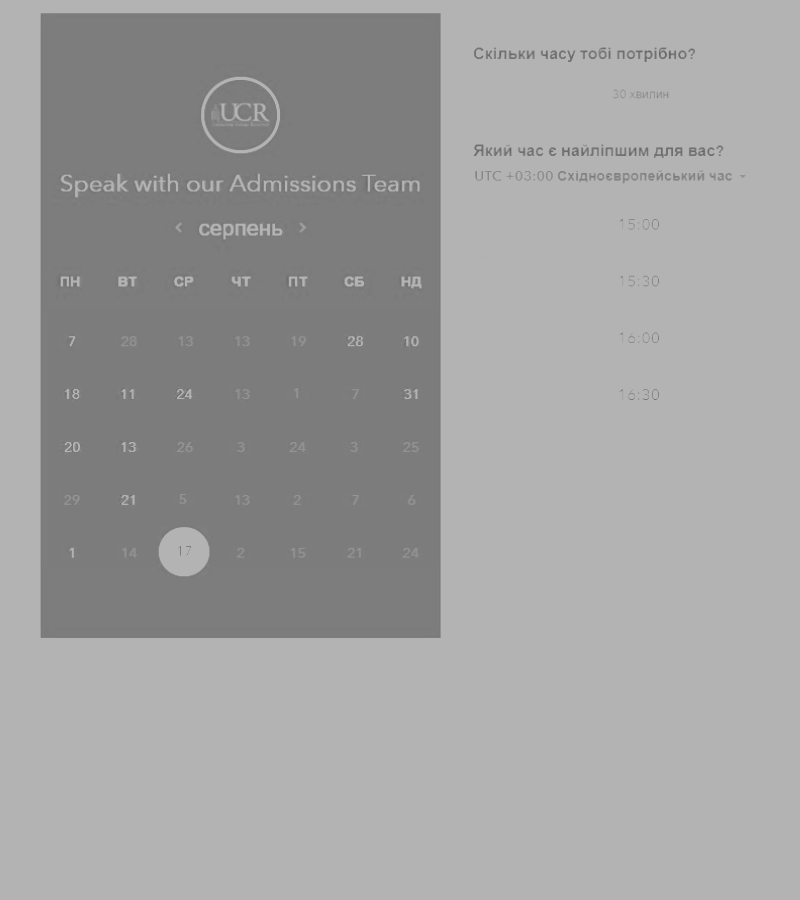 UCR
Speak with our Admissions Team
серпень
ПН ВТ СР ЧТ ПТ СБ НД
7 28 13 13 19 28 10
18 11 24 13 1 7 31
20 13 26 3 24 3 25
29 21 5 13 2 7 6
1 14 17 2 15 21 24
Скільки часу тобі потрібно?
30 хвилин
Який час є найліпшим для вас?
UTC +03:00 Східноєвропейський час
15:00
15:30
16:00
16:30